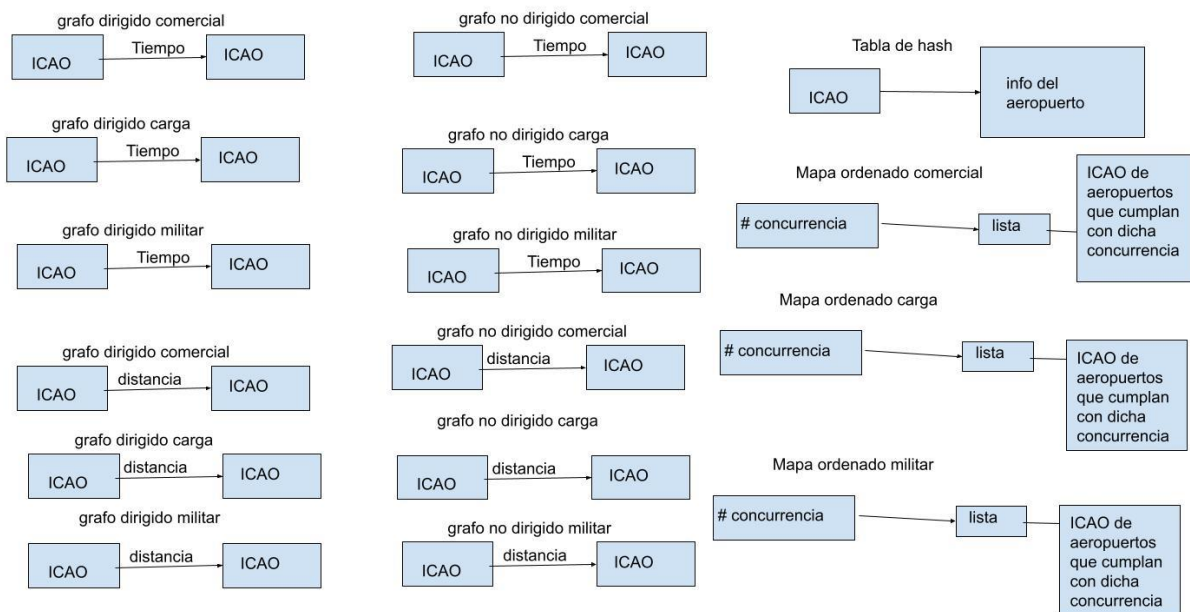 grafo dirigido comercial
ICAO
Tiempo
ICAO
grafo dirigido carga
ICAO
Tiempo
ICAO
grafo dirigido militar
ICAO
Tiempo
ICAO
grafo dirigido comercial
ICAO
distancia
ICAO
grafo dirigido carga
ICAO
distancia
ICAO
grafo dirigido militar
ICAO
distancia
ICAO
grafo no dirigido comercial
ICAO
Tiempo
ICAO
grafo no dirigido carga
ICAO
Tiempo
ICAO
grafo no dirigido militar
ICAO
Tiempo
ICAO
grafo no dirigido comercial
ICAO
distancia
ICAO
grafo no dirigido carga
ICAO
distancia
ICAO
grafo no dirigido militar
ICAO
distancia
ICAO
Tabla de hash
ICAO
info del
aeropuerto
Mapa ordenado comercial
# concurrencia
lista
ICAO de
aeropuertos
que cumplan
con dicha
concurrencia
Mapa ordenado carga
# concurrencia
lista
ICAO de
aeropuertos
que cumplan
con dicha
concurrencia
Mapa ordenado militar
# concurrencia
lista
ICAO de
aeropuertos
que cumplan
con dicha
concurrencia